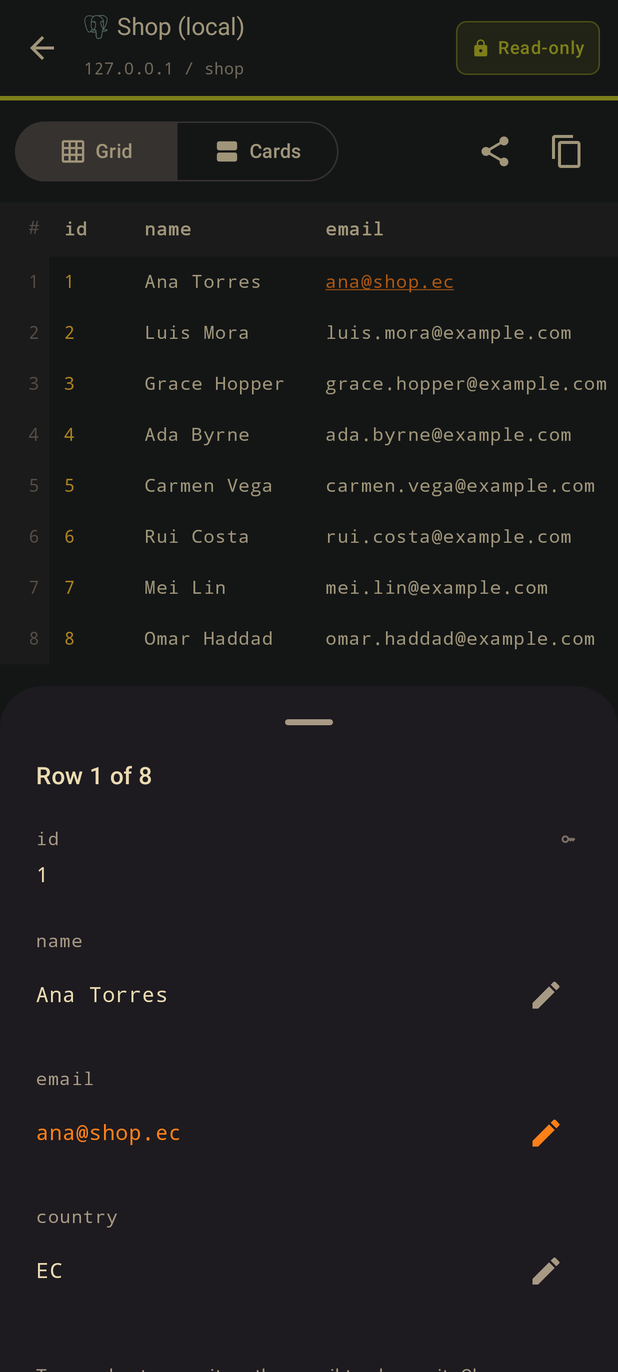 Shop (local)
127.0.0.1 / shop
Read-only
Grid
Cards
# id name email
1 1 Ana Torres ana@shop.ec
2 2 Luis Mora luis.mora@example.com
3 3 Grace Hopper grace.hopper@example.com
4 4 Ada Byrne ada.byrne@example.com
5 5 Carmen Vega carmen.vega@example.com
6 6 Rui Costa rui.costa@example.com
7 7 Mei Lin mei.lin@example.com
8 8 Omar Haddad omar.haddad@example.com
Row 1 of 8
id
1
name
Ana Torres
email
ana@shop.ec
country
EC